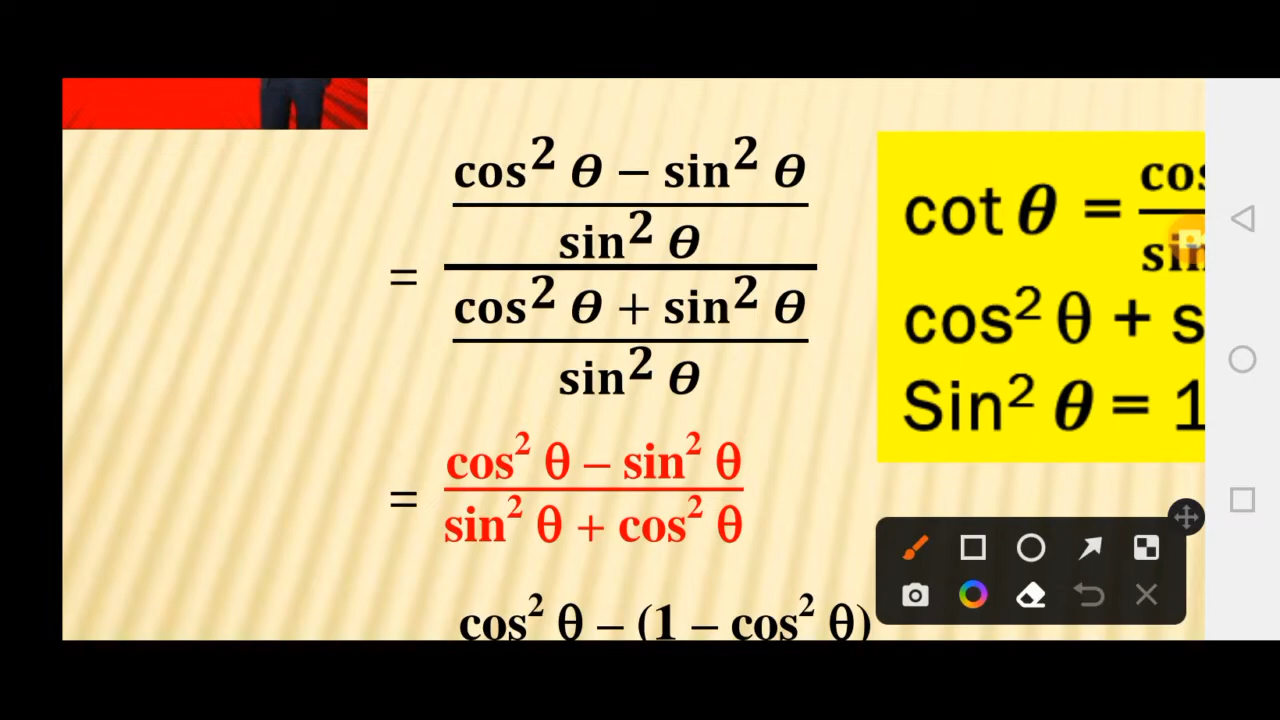 cos² θ − sin² θ
sin² θ
=
cos² θ + sin² θ
sin² θ
= cos² θ − sin² θ
sin² θ + cos² θ
cos² θ − (1 − cos² θ)
cot θ =
cos² θ +
Sin² θ = 1